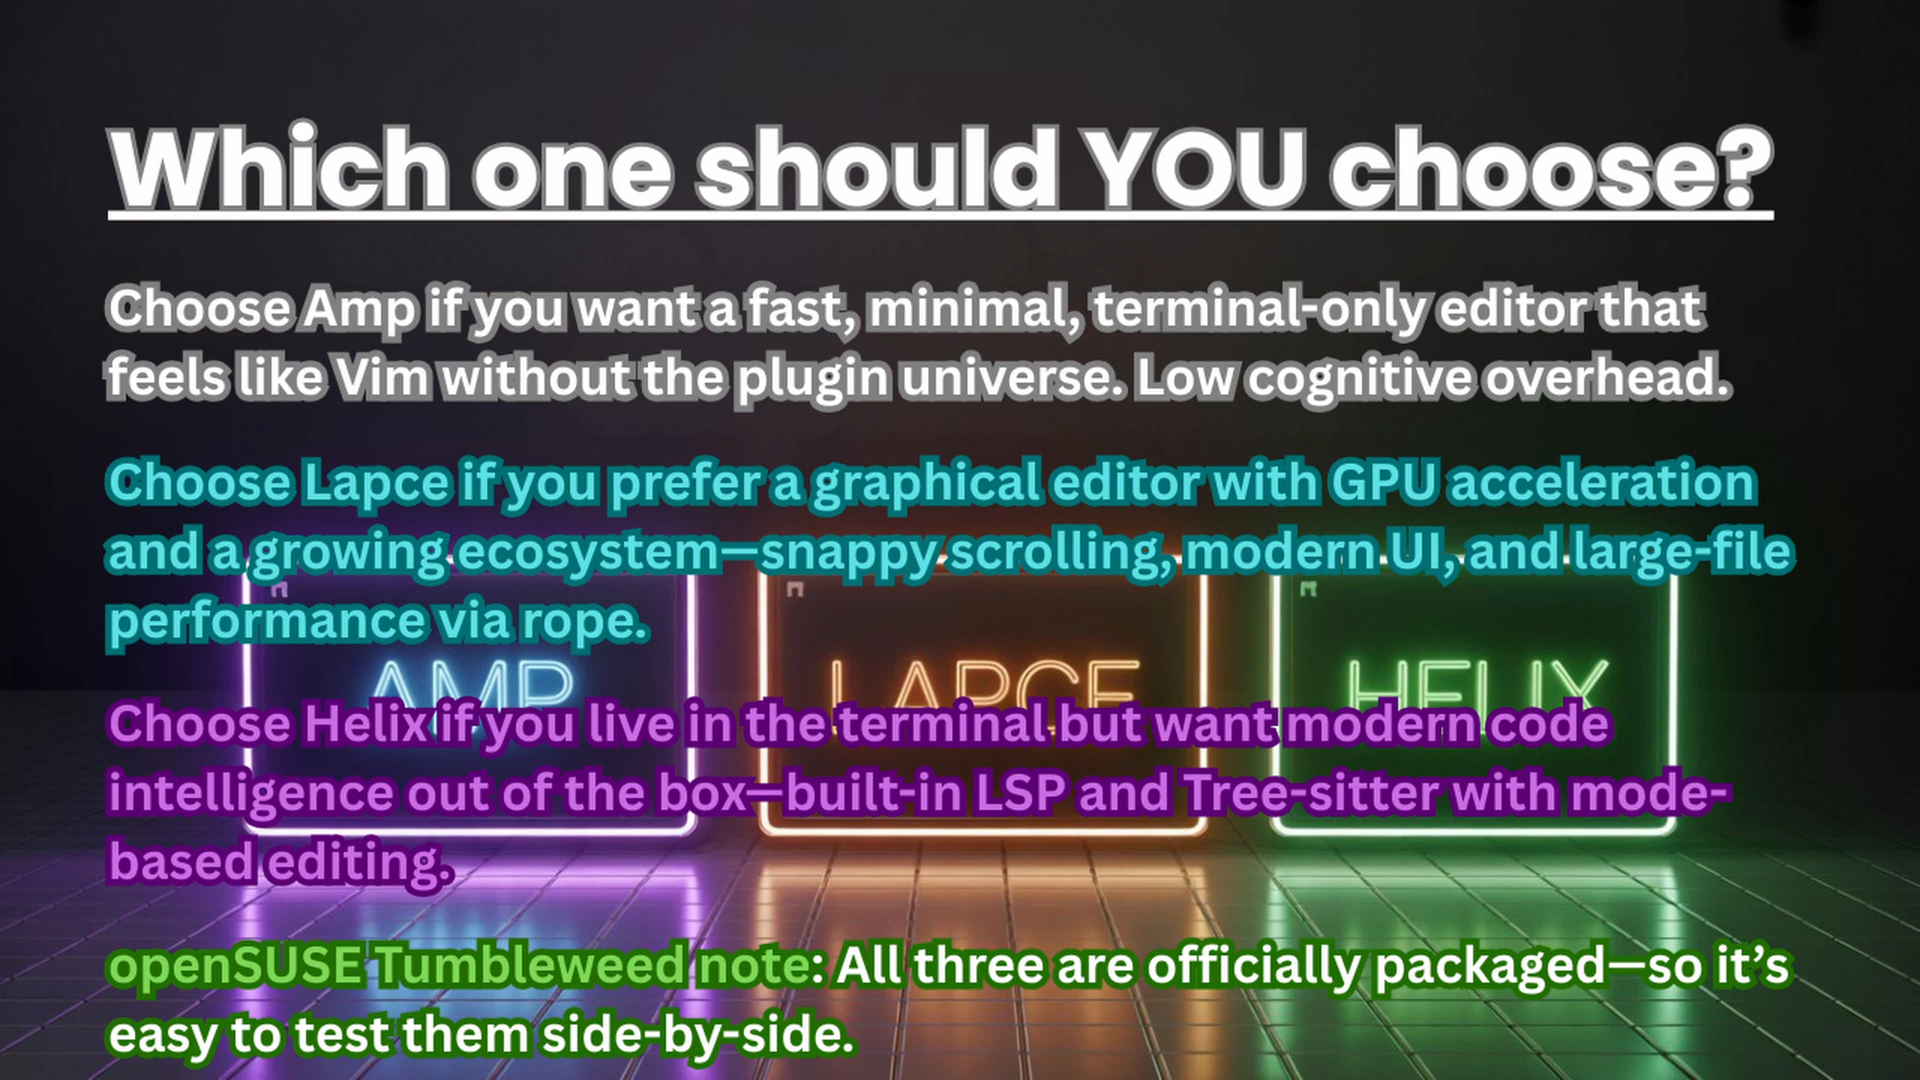 Which one should YOU choose?
Choose Amp if you want a fast, minimal, terminal-only editor that
feels like Vim without the plugin universe. Low cognitive overhead.
Choose Lapce if you prefer a graphical editor with GPU acceleration
and a growing ecosystem—snappy scrolling, modern UI, and large-file
performance via rope.
AMP LAPCE HELIX
Choose Helix if you live in the terminal but want modern code
intelligence out of the box—built-in LSP and Tree-sitter with mode-
based editing.
openSUSE Tumbleweed note: All three are officially packaged—so it's
easy to test them side-by-side.